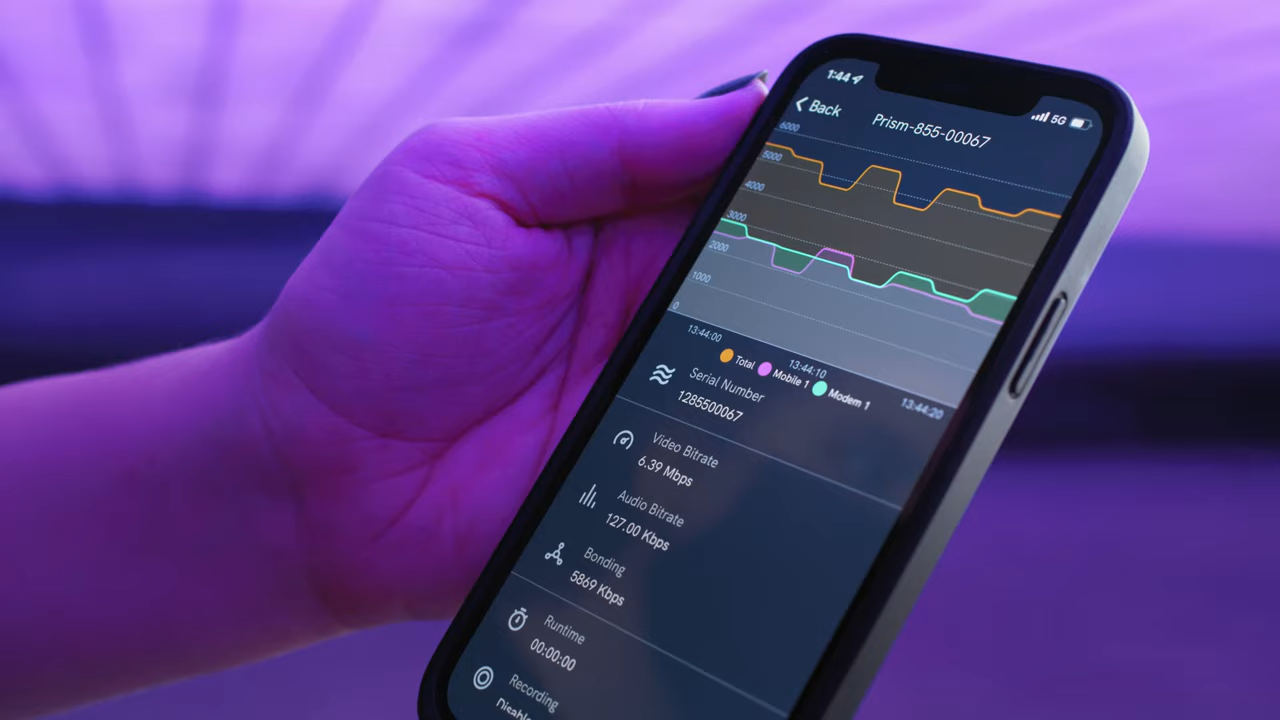 1:44
5G
Back
Prism-855-00067
6000
5000
4000
3000
2000
1000
0
13:44:00
13:44:10
13:44:20
Total
Mobile 1
Modem 1
Serial Number
1285500067
Video Bitrate
6.39 Mbps
Audio Bitrate
127.00 Kbps
Bonding
5869 Kbps
Runtime
00:00:00
Recording